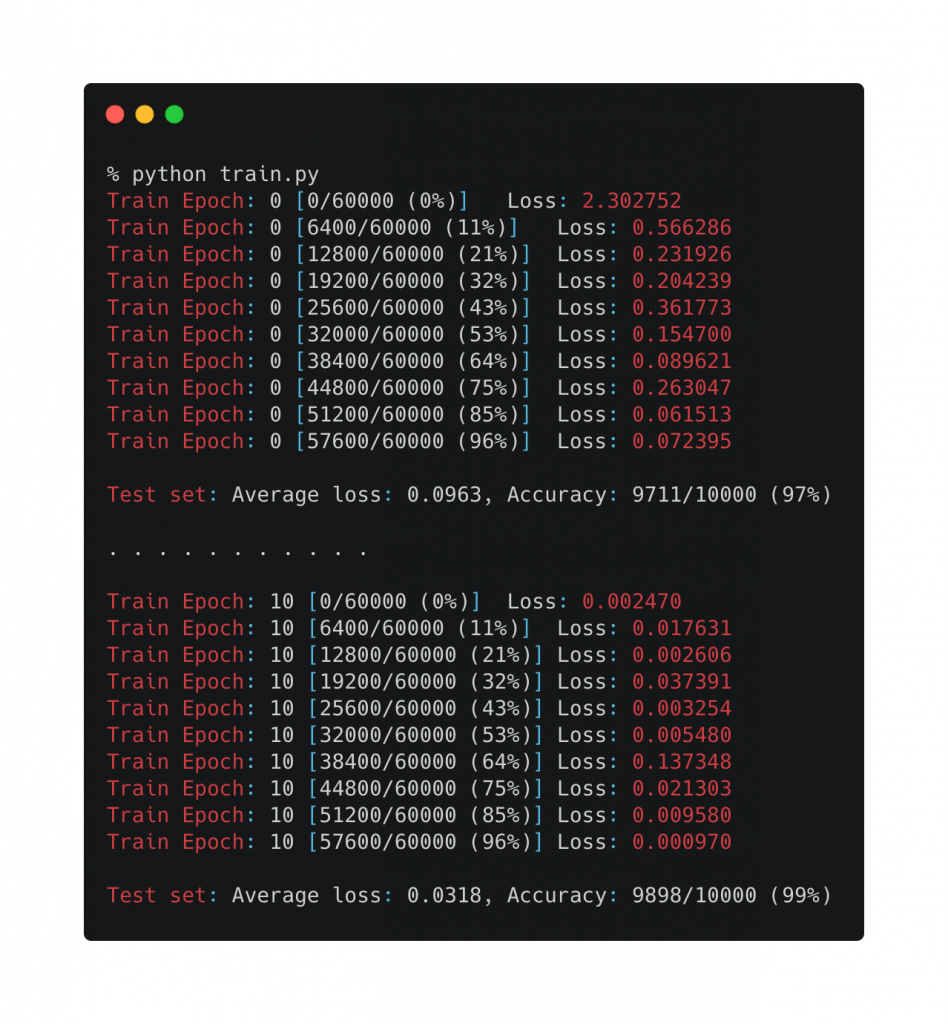 % python train.py
Train Epoch: 0 [0/60000 (0%)]   Loss: 2.302752
Train Epoch: 0 [6400/60000 (11%)]   Loss: 0.566286
Train Epoch: 0 [12800/60000 (21%)]  Loss: 0.231926
Train Epoch: 0 [19200/60000 (32%)]  Loss: 0.204239
Train Epoch: 0 [25600/60000 (43%)]  Loss: 0.361773
Train Epoch: 0 [32000/60000 (53%)]  Loss: 0.154700
Train Epoch: 0 [38400/60000 (64%)]  Loss: 0.089621
Train Epoch: 0 [44800/60000 (75%)]  Loss: 0.263047
Train Epoch: 0 [51200/60000 (85%)]  Loss: 0.061513
Train Epoch: 0 [57600/60000 (96%)]  Loss: 0.072395
Test set: Average loss: 0.0963, Accuracy: 9711/10000 (97%)
. . . . . . . . . . .
Train Epoch: 10 [0/60000 (0%)]  Loss: 0.002470
Train Epoch: 10 [6400/60000 (11%)]  Loss: 0.017631
Train Epoch: 10 [12800/60000 (21%)] Loss: 0.002606
Train Epoch: 10 [19200/60000 (32%)] Loss: 0.037391
Train Epoch: 10 [25600/60000 (43%)] Loss: 0.003254
Train Epoch: 10 [32000/60000 (53%)] Loss: 0.005480
Train Epoch: 10 [38400/60000 (64%)] Loss: 0.137348
Train Epoch: 10 [44800/60000 (75%)] Loss: 0.021303
Train Epoch: 10 [51200/60000 (85%)] Loss: 0.009580
Train Epoch: 10 [57600/60000 (96%)] Loss: 0.000970
Test set: Average loss: 0.0318, Accuracy: 9898/10000 (99%)